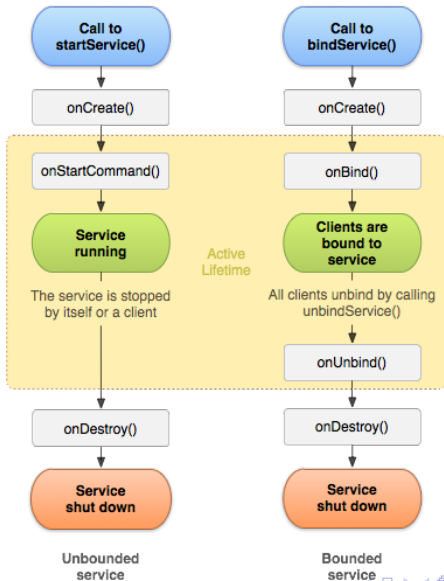 Call to
startService()
onCreate()
onStartCommand()
Service
running
The service is stopped
by itself or a client
onDestroy()
Service
shut down
Unbounded
service
Active
Lifetime
Call to
bindService()
onCreate()
onBind()
Clients are
bound to
service
All clients unbind by calling
unbindService()
onUnbind()
onDestroy()
Service
shut down
Bounded
service